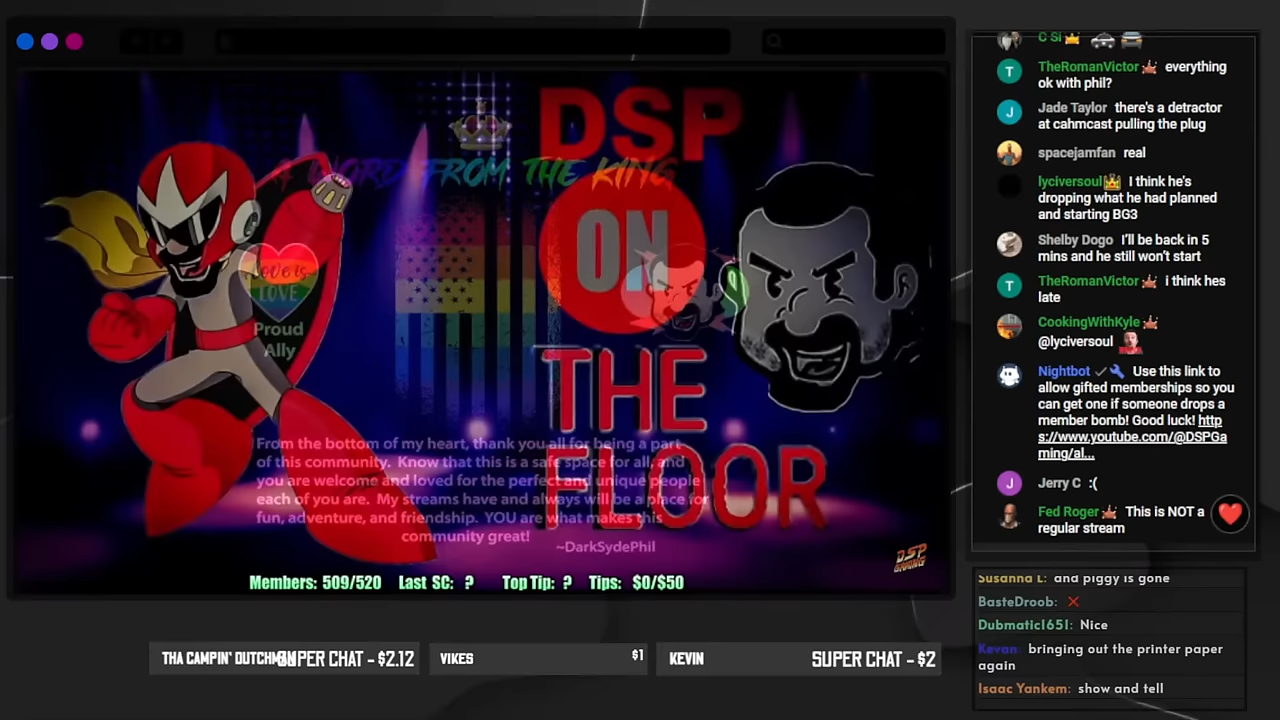 DSP
A WORD FROM THE KING
ON
THE
FLOOR
Love is
LOVE
Proud
Ally
From the bottom of my heart, thank you all for being a part
of this community. Know that this is a safe space for all, and
you are welcome and loved for the perfect and unique people
each of you are. My streams have and always will be a place for
fun, adventure, and friendship. YOU are what makes this
community great!
~DarkSydePhil
DSP
GAMING
Members: 509/520 Last SC: ? Top Tip: ? Tips: $0/$50
THA CAMPIN' DUTCHMAN SUPER CHAT - $2.12
VIKES $1
KEVIN SUPER CHAT - $2
C Si
TheRomanVictor everything
ok with phil?
Jade Taylor there's a detractor
at cahmcast pulling the plug
spacejamfan real
lyciversoul I think he's
dropping what he had planned
and starting BG3
Shelby Dogo I'll be back in 5
mins and he still won't start
TheRomanVictor i think hes
late
CookingWithKyle
@lyciversoul
Nightbot Use this link to
allow gifted memberships so you
can get one if someone drops a
member bomb! Good luck! http
s://www.youtube.com/@DSPGa
ming/al...
Jerry C :(
Fed Roger This is NOT a
regular stream
Susanna L: and piggy is gone
BasteDroob: ❌
Dubmatic1651: Nice
Kevan: bringing out the printer paper
again
Isaac Yankem: show and tell